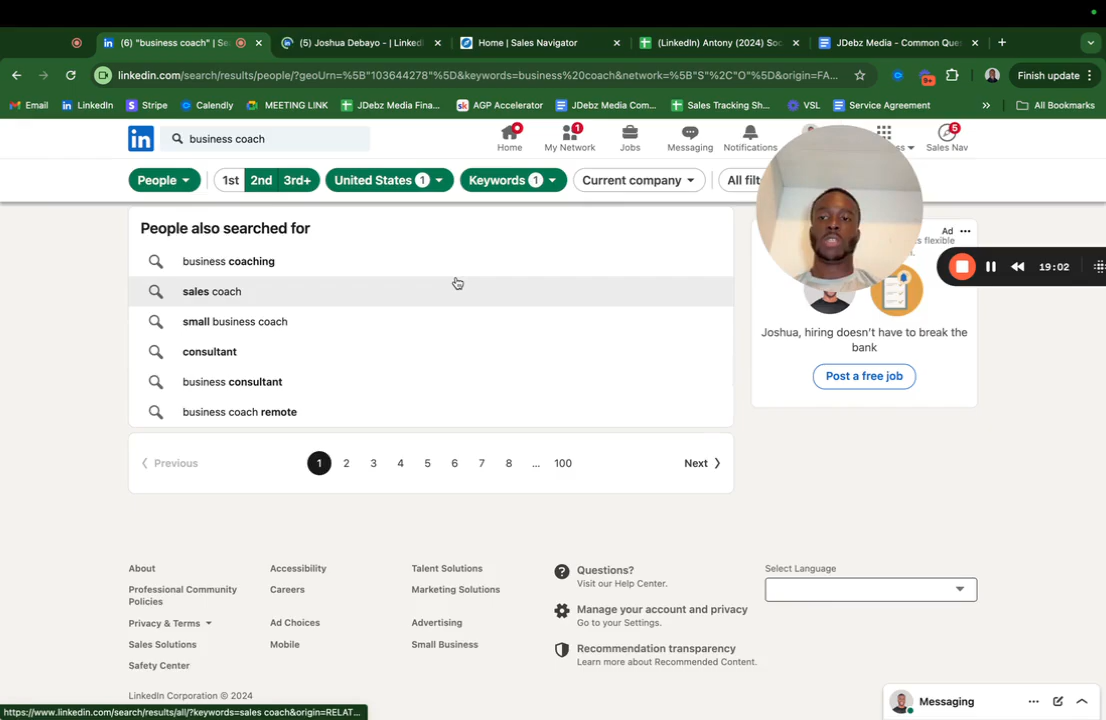 (6) "business coach" | Se
(5) Joshua Debayo - | LinkedI
Home | Sales Navigator
(LinkedIn) Antony (2024) Soc
JDebz Media - Common Que
linkedin.com/search/results/people/?geoUrn=%5B"103644278"%5D&keywords=business%20coach&network=%5B"S"%2C"O"%5D&origin=FA...
9+
Finish update
Email
LinkedIn
Stripe
Calendly
MEETING LINK
JDebz Media Fina...
AGP Accelerator
JDebz Media Com...
Sales Tracking Sh...
VSL
Service Agreement
»
All Bookmarks
in
business coach
Home
My Network
1
Jobs
Messaging
Notifications
Sales Nav
5
People
1st
2nd
3rd+
United States 1
Keywords 1
Current company
All filt
People also searched for
business coaching
sales coach
small business coach
consultant
business consultant
business coach remote
Previous
1 2 3 4 5 6 7 8 ... 100
Next
Ad ...
flexible
Joshua, hiring doesn't have to break the
bank
Post a free job
19:02
About
Accessibility
Talent Solutions
Professional Community
Policies
Careers
Marketing Solutions
Privacy & Terms
Ad Choices
Advertising
Sales Solutions
Mobile
Small Business
Safety Center
Questions?
Visit our Help Center.
Manage your account and privacy
Go to your Settings.
Recommendation transparency
Learn more about Recommended Content.
Select Language
LinkedIn Corporation © 2024
https://www.linkedin.com/search/results/all/?keywords=sales coach&origin=RELAT...
Messaging